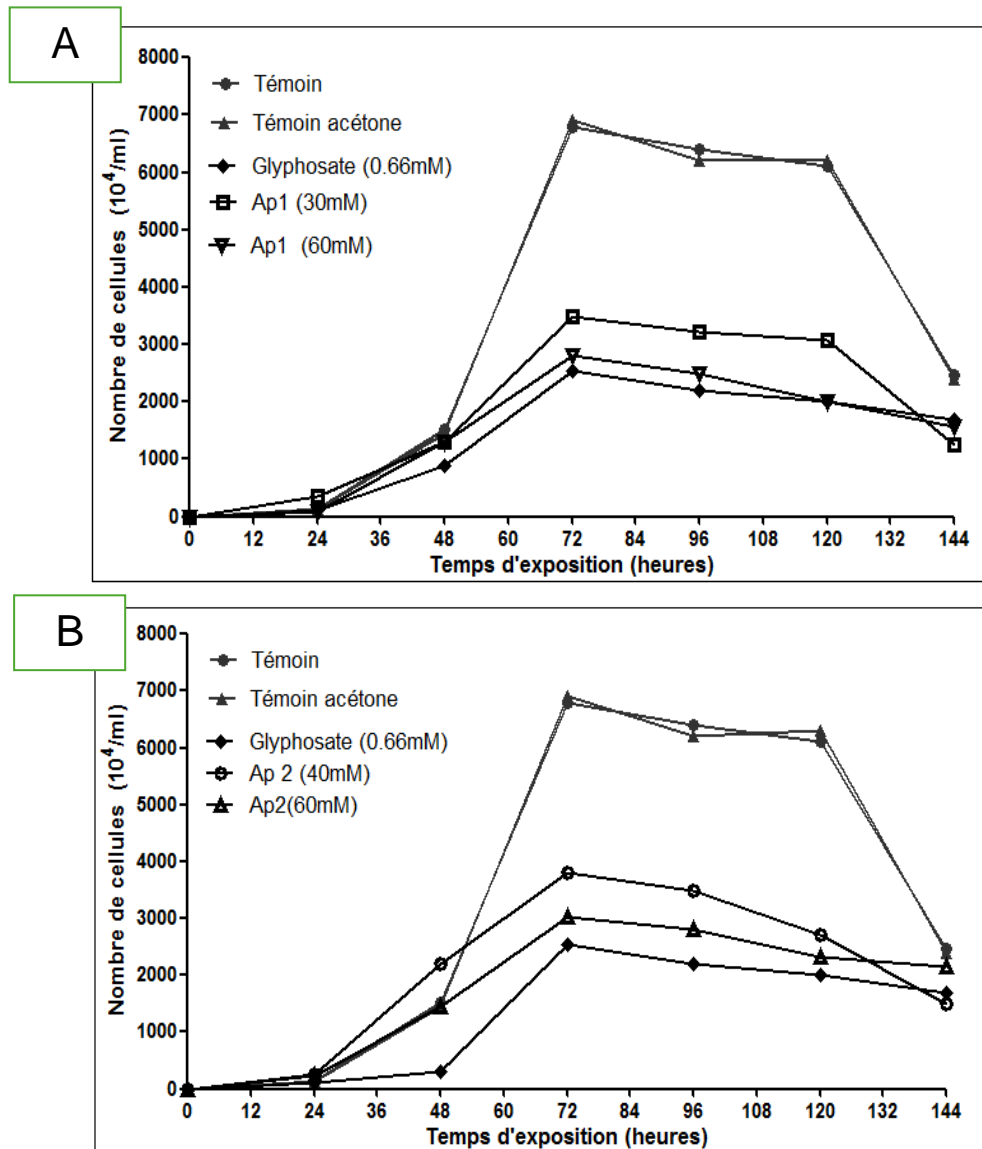 A
Nombre de cellules (10⁴/ml)
8000
7000
6000
5000
4000
3000
2000
1000
0
Témoin
Témoin acétone
Glyphosate (0.66mM)
Ap1 (30mM)
Ap1 (60mM)
0 12 24 36 48 60 72 84 96 108 120 132 144
Temps d'exposition (heures)
B
Nombre de cellules (10⁴/ml)
8000
7000
6000
5000
4000
3000
2000
1000
0
Témoin
Témoin acétone
Glyphosate (0.66mM)
Ap 2 (40mM)
Ap2(60mM)
0 12 24 36 48 60 72 84 96 108 120 132 144
Temps d'exposition (heures)